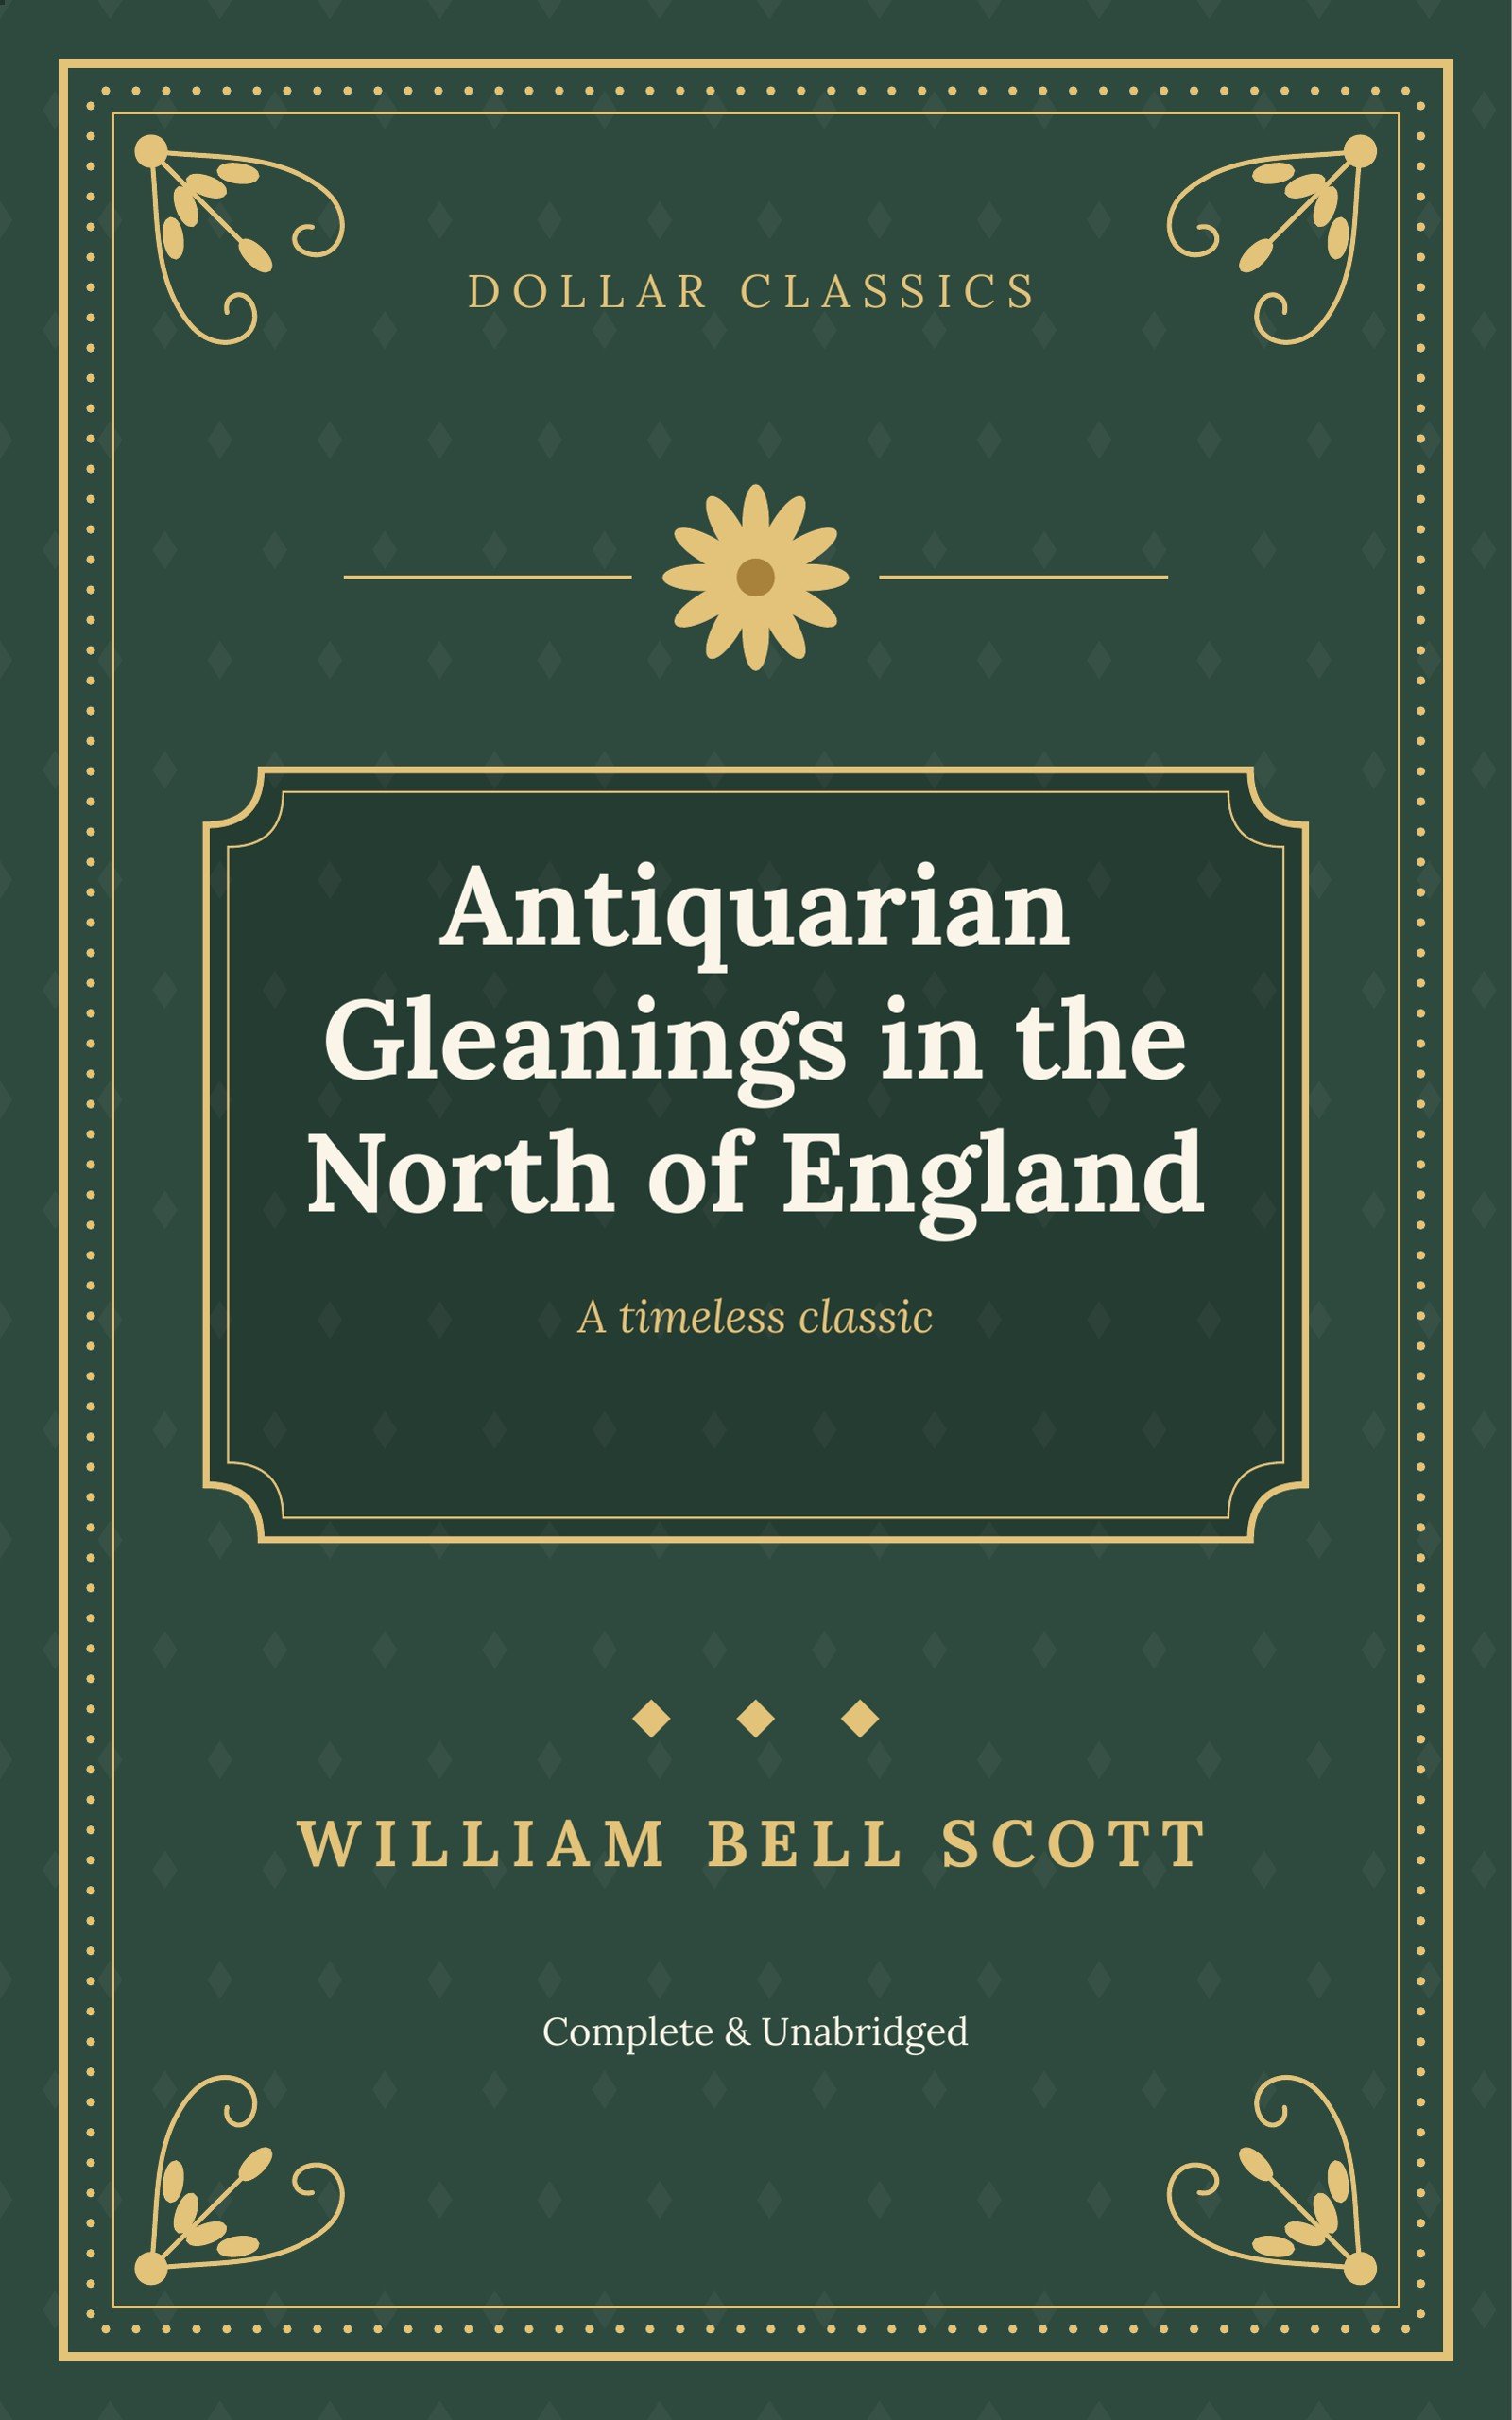 DOLLAR CLASSICS
Antiquarian
Gleanings in the
North of England
A timeless classic
WILLIAM BELL SCOTT
Complete & Unabridged